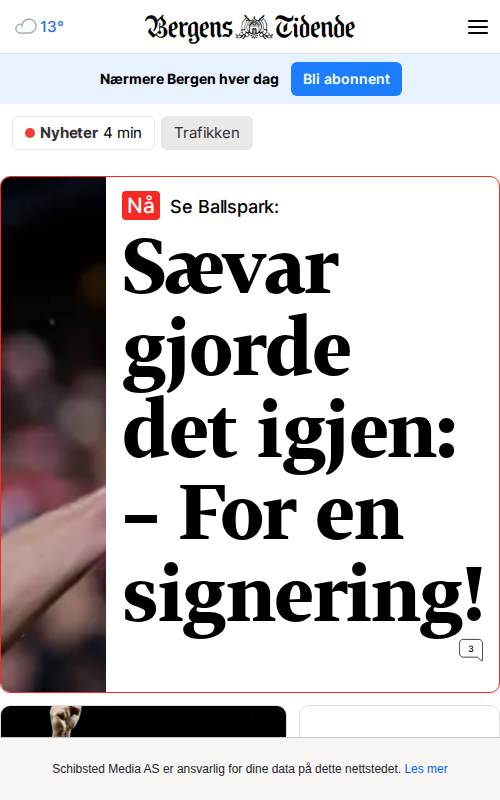 13°
Bergens Tidende
Nærmere Bergen hver dag
Bli abonnent
Nyheter 4 min
Trafikken
Nå Se Ballspark:
Sævar
gjorde
det igjen:
– For en
signering!
3
Schibsted Media AS er ansvarlig for dine data på dette nettstedet. Les mer